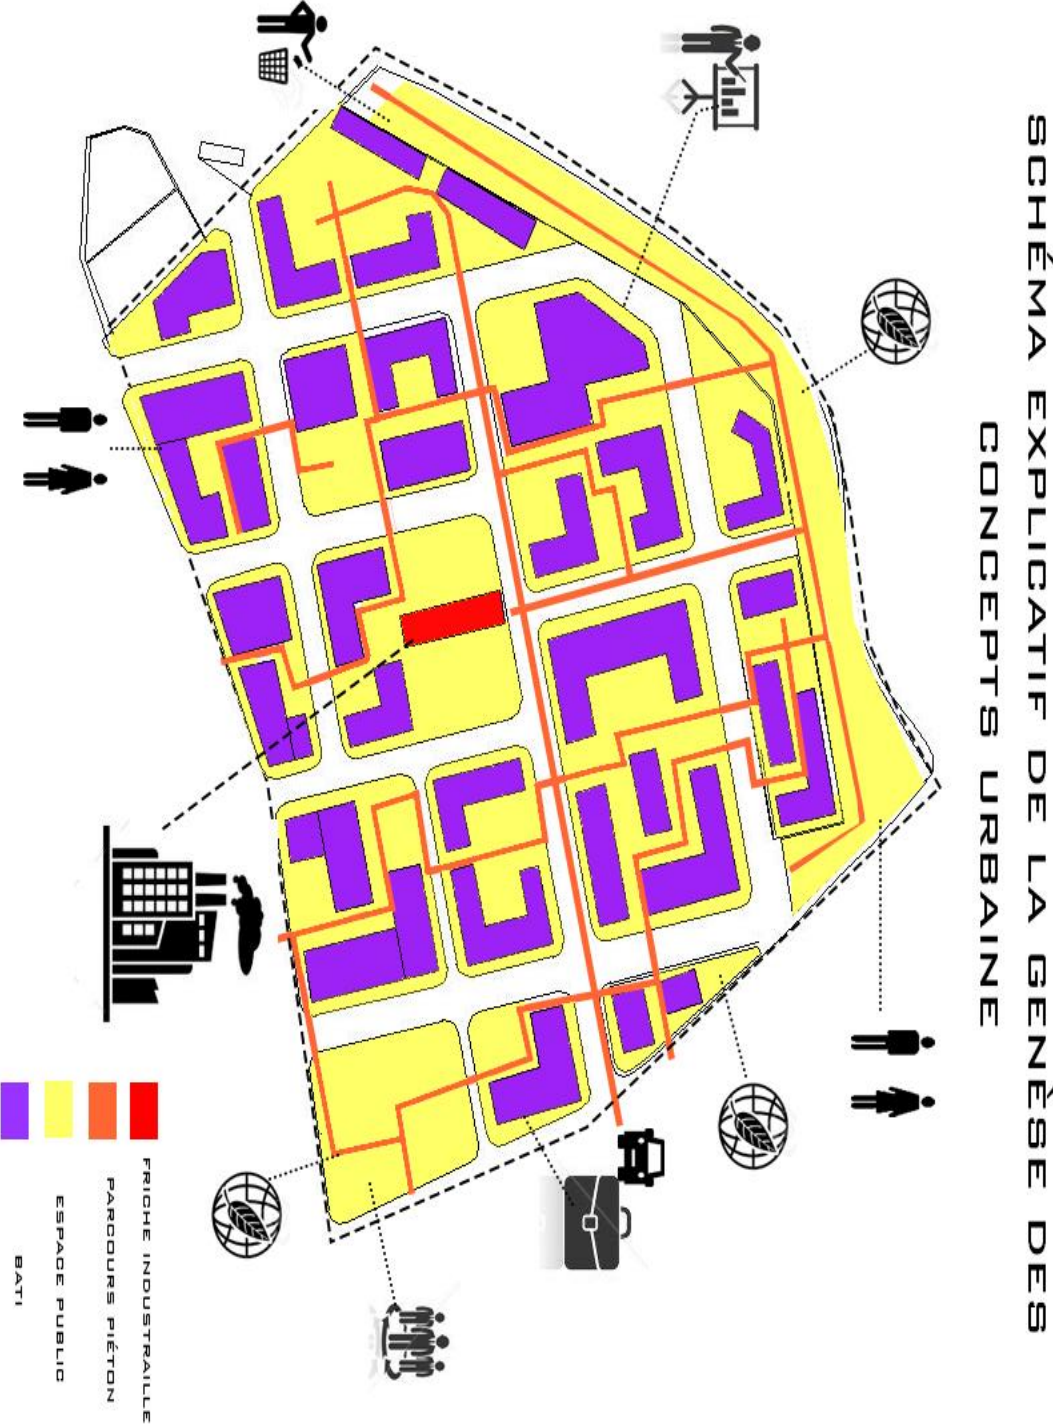 SCHÉMA EXPLICATIF DE LA GENÈSE DES
CONCEPTS URBAINE
FRICHE INDUSTRAILLE
PARCOURS PIÉTON
ESPACE PUBLIC
BATI